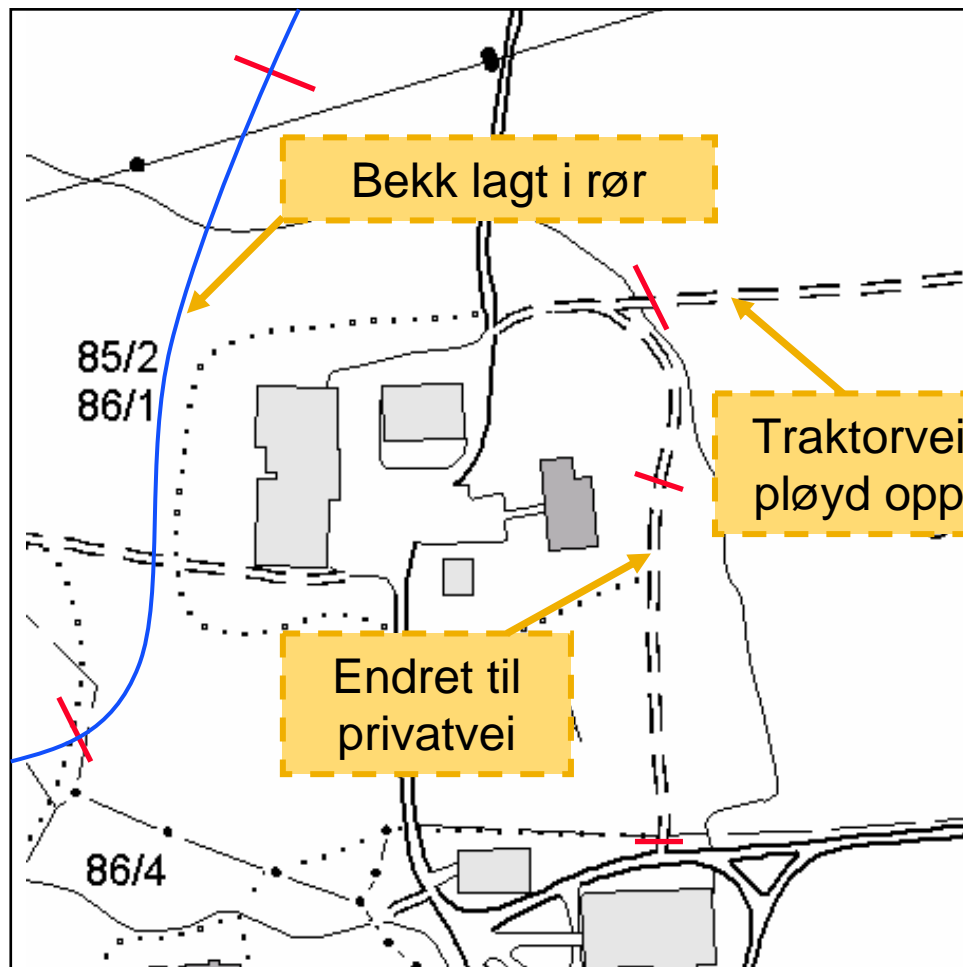 Bekk lagt i rør
85/2
86/1
Traktorvei
pløyd opp
Endret til
privatvei
86/4